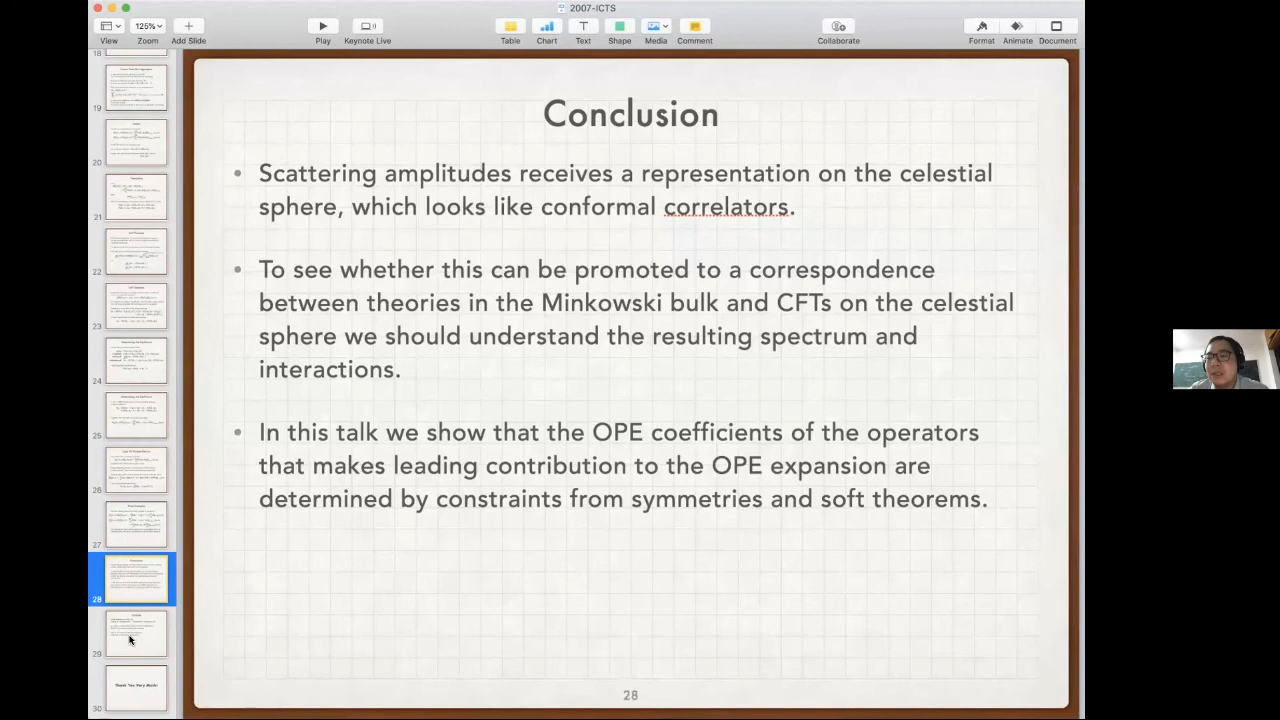 2007-ICTS
125%
View
Zoom
Add Slide
Play
Keynote Live
Table
Chart
Text
Shape
Media
Comment
Collaborate
Format
Animate
Document
18
19
20
21
22
23
24
25
26
27
28
29
Thank You Very Much!
30
Conclusion
• Scattering amplitudes receives a representation on the celestial
sphere, which looks like conformal correlators.
• To see whether this can be promoted to a correspondence
between theories in the Minkowski bulk and CFTs on the celestial
sphere we should understand the resulting spectrum and
interactions.
• In this talk we show that the OPE coefficients of the operators
that makes leading contribution to the OPE expansion are
determined by constraints from symmetries and soft theorems.
28